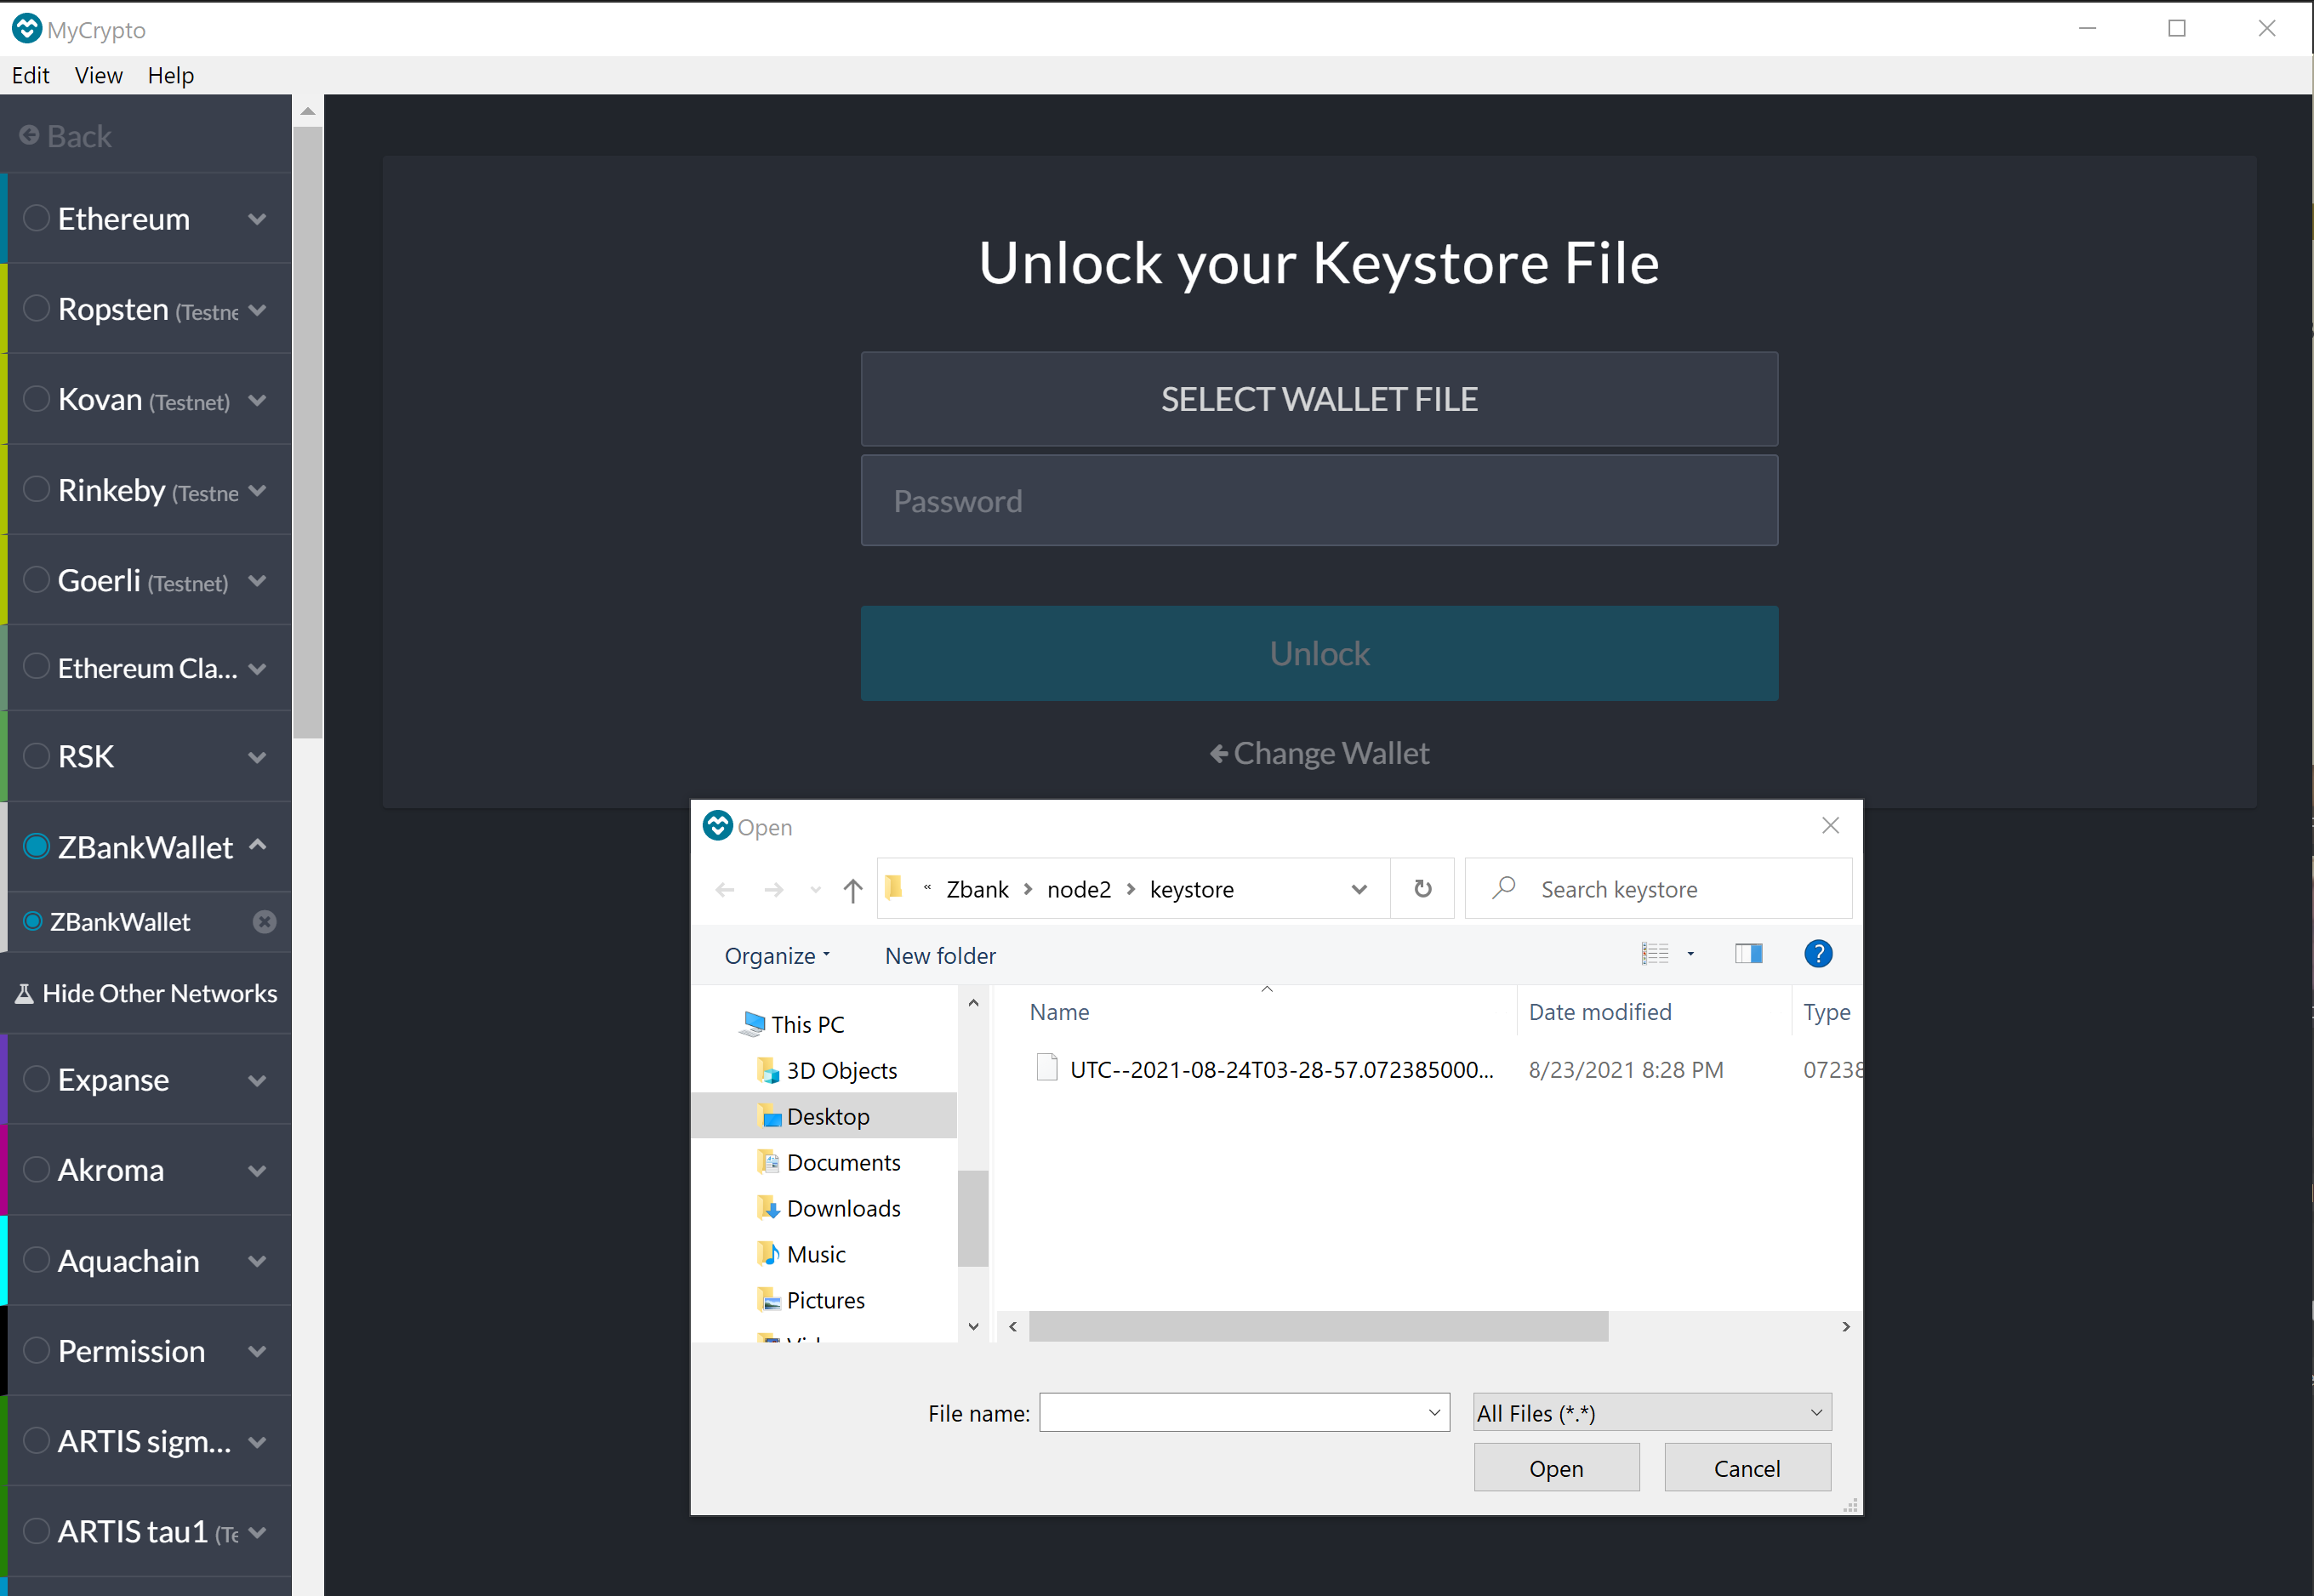 MyCrypto
Edit View Help
Back
Ethereum
Ropsten (Testne
Kovan (Testnet)
Rinkeby (Testne
Goerli (Testnet)
Ethereum Cla...
RSK
ZBankWallet
ZBankWallet
Hide Other Networks
Expanse
Akroma
Aquachain
Permission
ARTIS sigm...
ARTIS tau1 (Te
Unlock your Keystore File
SELECT WALLET FILE
Password
Unlock
Change Wallet
Open
« Zbank > node2 > keystore
Search keystore
Organize
New folder
This PC
3D Objects
Desktop
Documents
Downloads
Music
Pictures
Name Date modified Type
UTC--2021-08-24T03-28-57.072385000... 8/23/2021 8:28 PM 07238
File name:
All Files (*.*)
Open Cancel